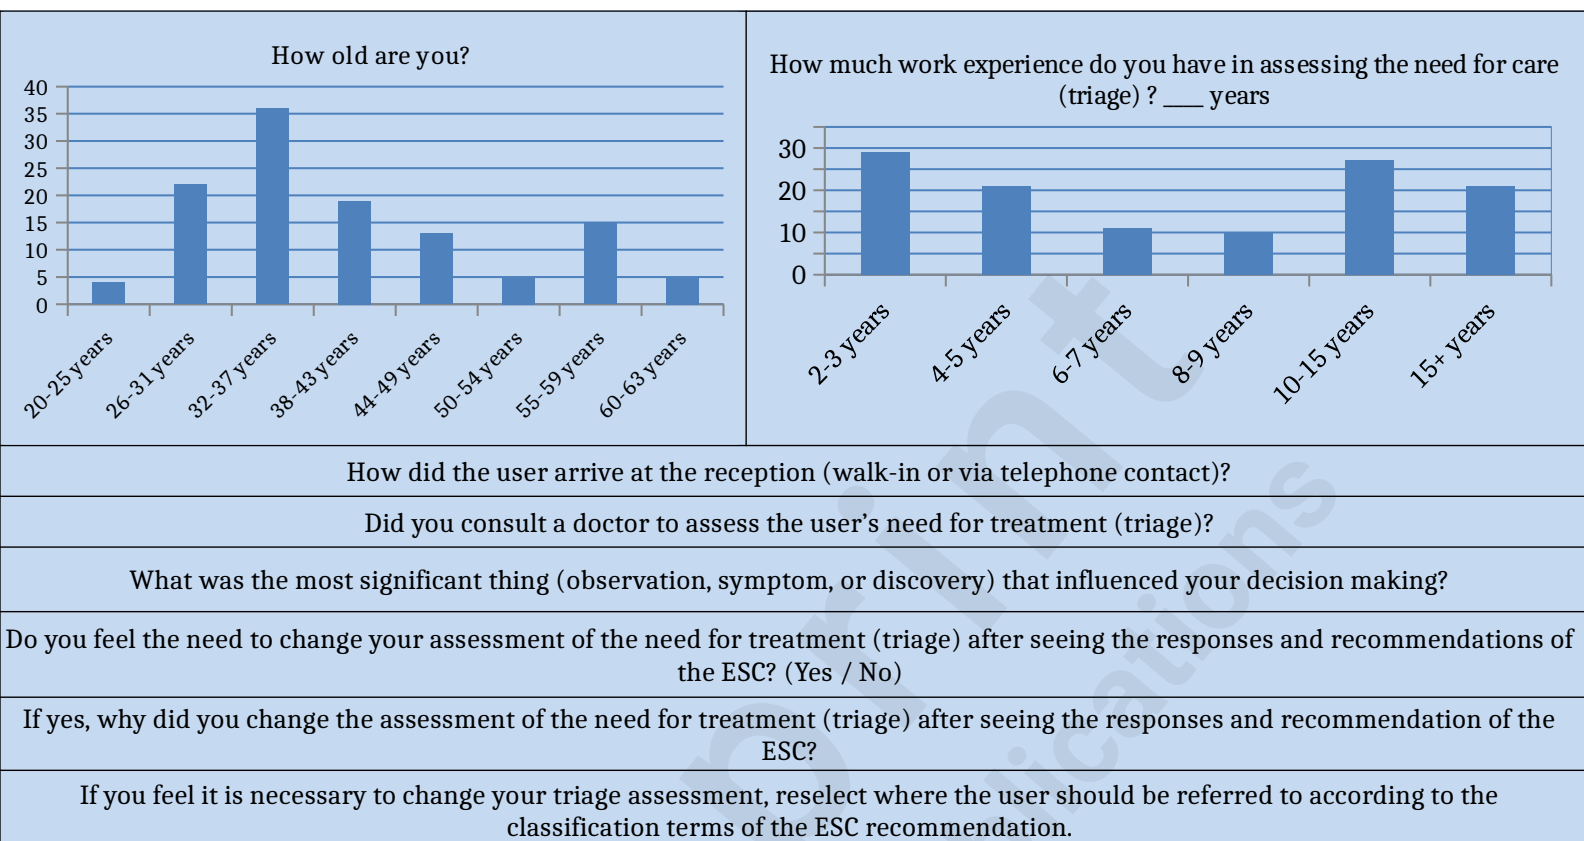 How old are you?
40
35
30
25
20
15
10
5
0
20-25 years
26-31 years
32-37 years
38-43 years
44-49 years
50-54 years
55-59 years
60-63 years
How much work experience do you have in assessing the need for care
(triage) ? ___ years
30
20
10
0
2-3 years
4-5 years
6-7 years
8-9 years
10-15 years
15+ years
How did the user arrive at the reception (walk-in or via telephone contact)?
Did you consult a doctor to assess the user’s need for treatment (triage)?
What was the most significant thing (observation, symptom, or discovery) that influenced your decision making?
Do you feel the need to change your assessment of the need for treatment (triage) after seeing the responses and recommendations of
the ESC? (Yes / No)
If yes, why did you change the assessment of the need for treatment (triage) after seeing the responses and recommendation of the
ESC?
If you feel it is necessary to change your triage assessment, reselect where the user should be referred to according to the
classification terms of the ESC recommendation.
print
lications